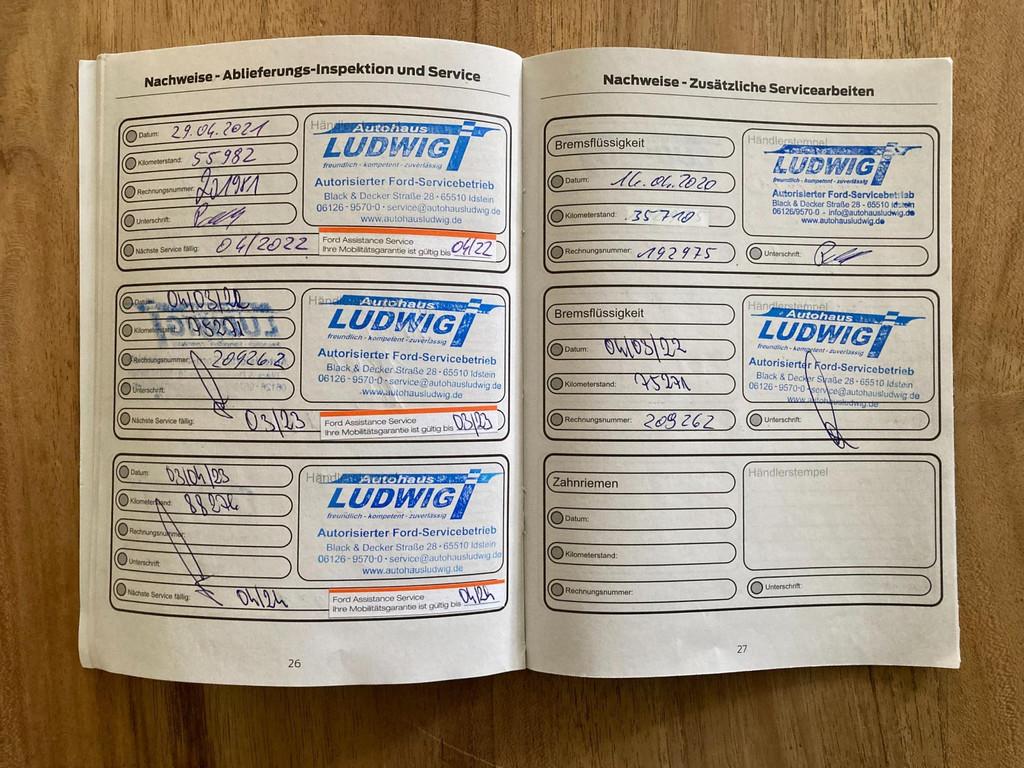 Nachweise - Ablieferungs-Inspektion und Service
Datum: 29.04.2021
Kilometerstand: 55982
Rechnungsnummer: 201981
Unterschrift:
Nächste Service fällig: 04/2022
Händlerstempel
Autohaus
LUDWIG
freundlich - kompetent - zuverlässig
Autorisierter Ford-Servicebetrieb
Black & Decker Straße 28 - 65510 Idstein
06126 - 9570-0 - service@autohausludwig.de
www.autohausludwig.de
Ford Assistance Service
Ihre Mobilitätsgarantie ist gültig bis 04/22
Datum: 04/03/22
Kilometerstand: 75271
Rechnungsnummer: 209262
Unterschrift:
Nächste Service fällig: 03/23
Händlerstempel
Autohaus
LUDWIG
freundlich - kompetent - zuverlässig
Autorisierter Ford-Servicebetrieb
Black & Decker Straße 28 - 65510 Idstein
06126 - 9570-0 - service@autohausludwig.de
www.autohausludwig.de
Ford Assistance Service
Ihre Mobilitätsgarantie ist gültig bis 03/23
Datum: 03/04/23
Kilometerstand: 88276
Rechnungsnummer:
Unterschrift:
Nächste Service fällig: 04/24
Händlerstempel
Autohaus
LUDWIG
freundlich - kompetent - zuverlässig
Autorisierter Ford-Servicebetrieb
Black & Decker Straße 28 - 65510 Idstein
06126 - 9570-0 - service@autohausludwig.de
www.autohausludwig.de
Ford Assistance Service
Ihre Mobilitätsgarantie ist gültig bis 04/24
26
Nachweise - Zusätzliche Servicearbeiten
Bremsflüssigkeit
Datum: 14.04.2020
Kilometerstand: 35710
Rechnungsnummer: 192975
Händlerstempel
LUDWIG
freundlich - kompetent - zuverlässig
Autorisierter Ford-Servicebetrieb
Black & Decker Straße 28 - 65510 Idstein
06126/9570-0 - info@autohausludwig.de
www.autohausludwig.de
Unterschrift:
Bremsflüssigkeit
Datum: 04/03/22
Kilometerstand: 75271
Rechnungsnummer: 209262
Händlerstempel
Autohaus
LUDWIG
freundlich - kompetent - zuverlässig
Autorisierter Ford-Servicebetrieb
Black & Decker Straße 28 - 65510 Idstein
06126 - 9570-0 - service@autohausludwig.de
www.autohausludwig.de
Unterschrift:
Zahnriemen
Datum:
Kilometerstand:
Rechnungsnummer:
Händlerstempel
Unterschrift:
27